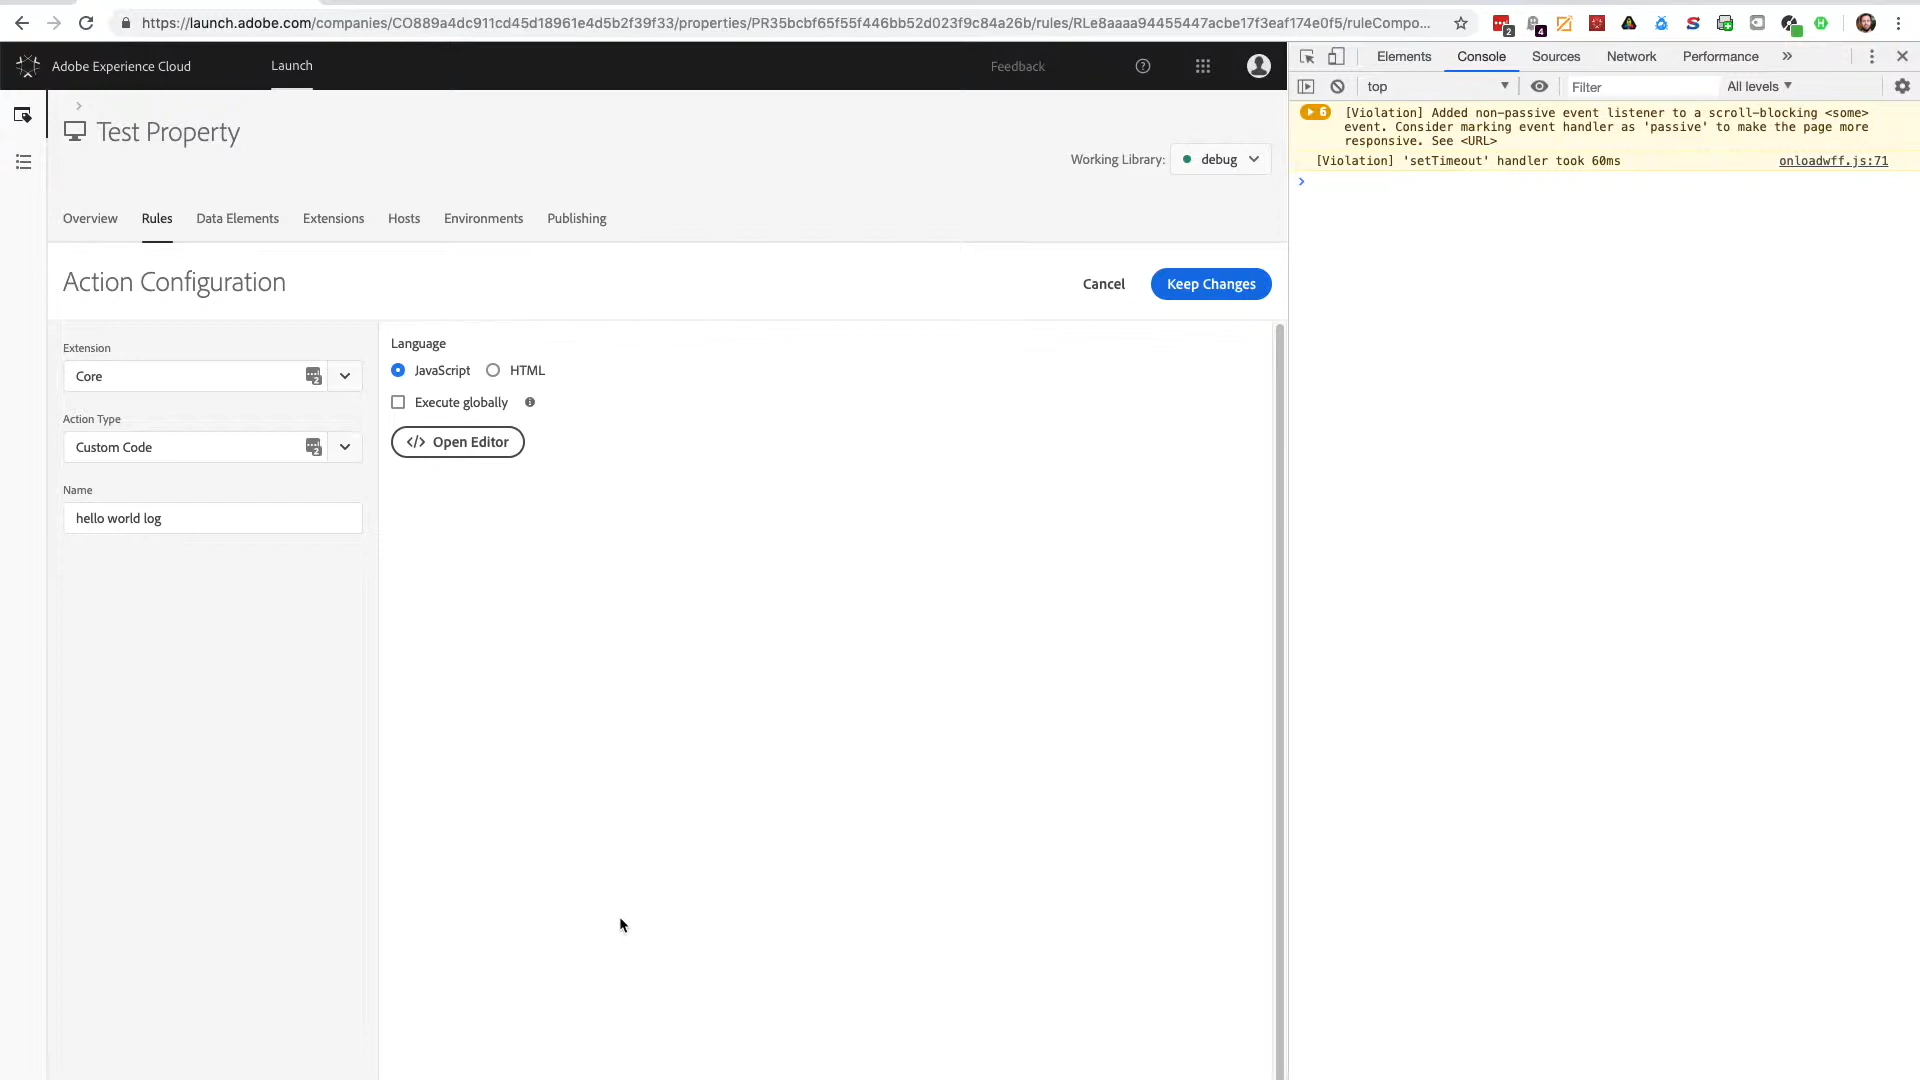 https://launch.adobe.com/companies/CO889a4dc911cd45d18961e4d5b2f39f33/properties/PR35bcbf65f55f446bb52d023f9c84a26b/rules/RLe8aaaa94455447acbe17f3eaf174e0f5/ruleCompo...
2
4
Adobe Experience Cloud
Launch
Feedback
Elements
Console
Sources
Network
Performance
top
Filter
All levels
6
[Violation] Added non-passive event listener to a scroll-blocking <some>
event. Consider marking event handler as 'passive' to make the page more
responsive. See <URL>
[Violation] 'setTimeout' handler took 60ms
onloadwff.js:71
Test Property
Working Library:
debug
Overview
Rules
Data Elements
Extensions
Hosts
Environments
Publishing
Action Configuration
Cancel
Keep Changes
Extension
Core
2
Action Type
Custom Code
2
Name
hello world log
Language
JavaScript
HTML
Execute globally
</> Open Editor